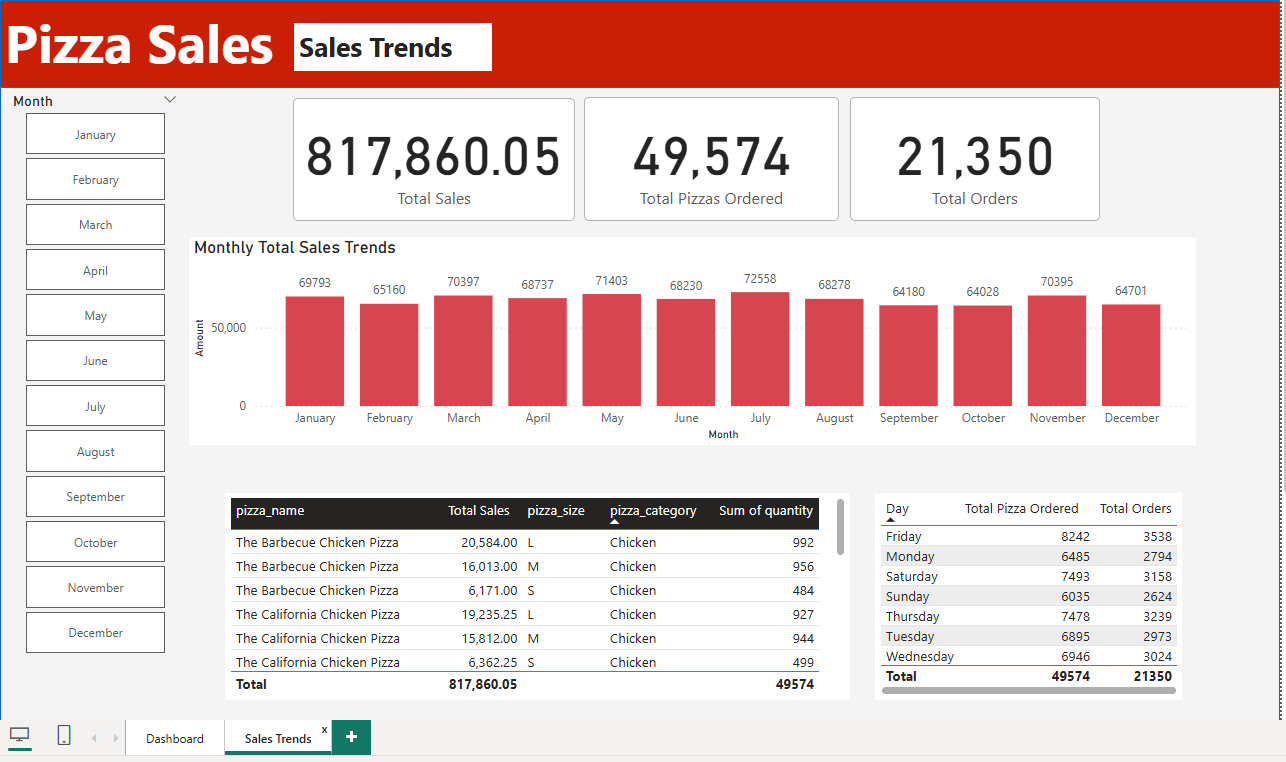 Pizza Sales
Sales Trends
Month
January
February
March
April
May
June
July
August
September
October
November
December
817,860.05
Total Sales
49,574
Total Pizzas Ordered
21,350
Total Orders
Monthly Total Sales Trends
Amount
50,000
0
69793 65160 70397 68737 71403 68230 72558 68278 64180 64028 70395 64701
January February March April May June July August September October November December
Month
pizza_name Total Sales pizza_size pizza_category Sum of quantity
The Barbecue Chicken Pizza 20,584.00 L Chicken 992
The Barbecue Chicken Pizza 16,013.00 M Chicken 956
The Barbecue Chicken Pizza 6,171.00 S Chicken 484
The California Chicken Pizza 19,235.25 L Chicken 927
The California Chicken Pizza 15,812.00 M Chicken 944
The California Chicken Pizza 6,362.25 S Chicken 499
Total 817,860.05 49574
Day Total Pizza Ordered Total Orders
Friday 8242 3538
Monday 6485 2794
Saturday 7493 3158
Sunday 6035 2624
Thursday 7478 3239
Tuesday 6895 2973
Wednesday 6946 3024
Total 49574 21350
Dashboard Sales Trends x +